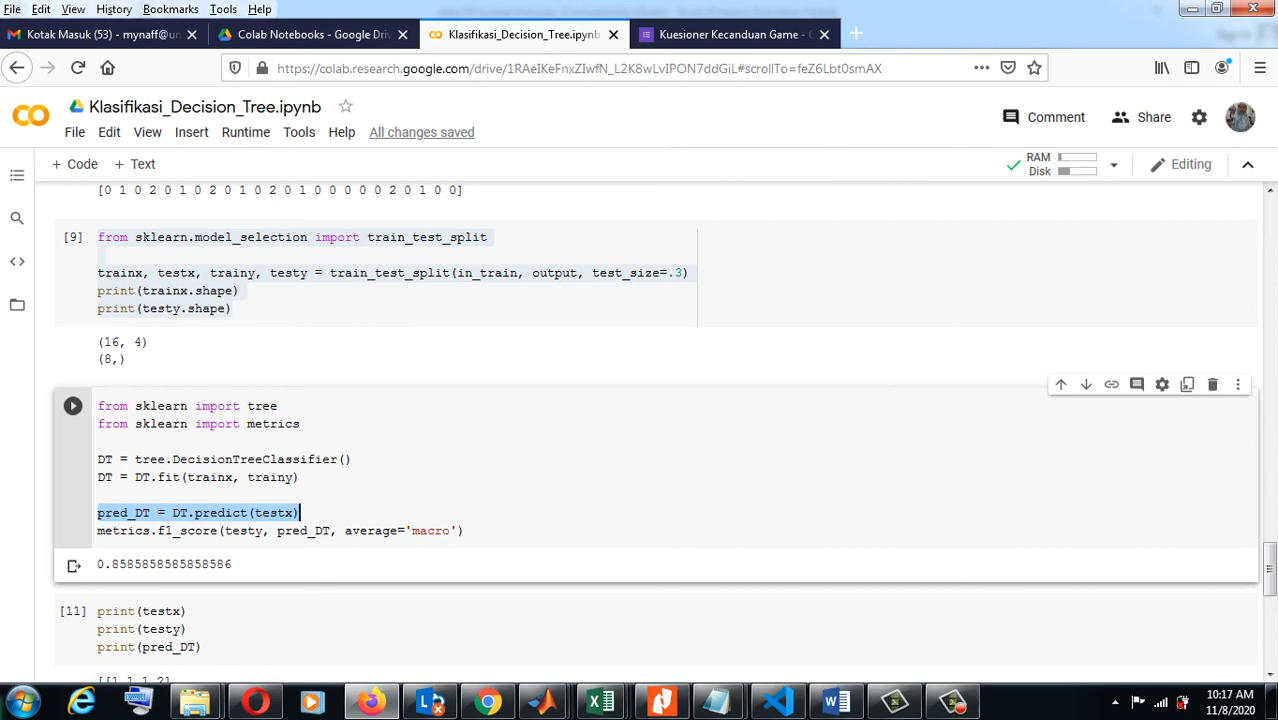 File Edit View History Bookmarks Tools Help
Kotak Masuk (53) - mynaff@un
Colab Notebooks - Google Driv
Klasifikasi_Decision_Tree.ipynb
Kuesioner Kecanduan Game - G
https://colab.research.google.com/drive/1RAeIKeFnxZIwfN_L2K8wLvIPON7ddGiL#scrollTo=feZ6Lbt0smAX
Klasifikasi_Decision_Tree.ipynb
File Edit View Insert Runtime Tools Help All changes saved
Comment Share
+ Code + Text
RAM
Disk
Editing
[0 1 0 2 0 1 0 2 0 1 0 2 0 1 0 0 0 0 0 2 0 1 0 0]
[9] from sklearn.model_selection import train_test_split
trainx, testx, trainy, testy = train_test_split(in_train, output, test_size=.3)
print(trainx.shape)
print(testy.shape)
(16, 4)
(8,)
from sklearn import tree
from sklearn import metrics
DT = tree.DecisionTreeClassifier()
DT = DT.fit(trainx, trainy)
pred_DT = DT.predict(testx)
metrics.f1_score(testy, pred_DT, average='macro')
0.8585858585858586
[11] print(testx)
print(testy)
print(pred_DT)
[[1 1 1 2]
10:17 AM
11/8/2020